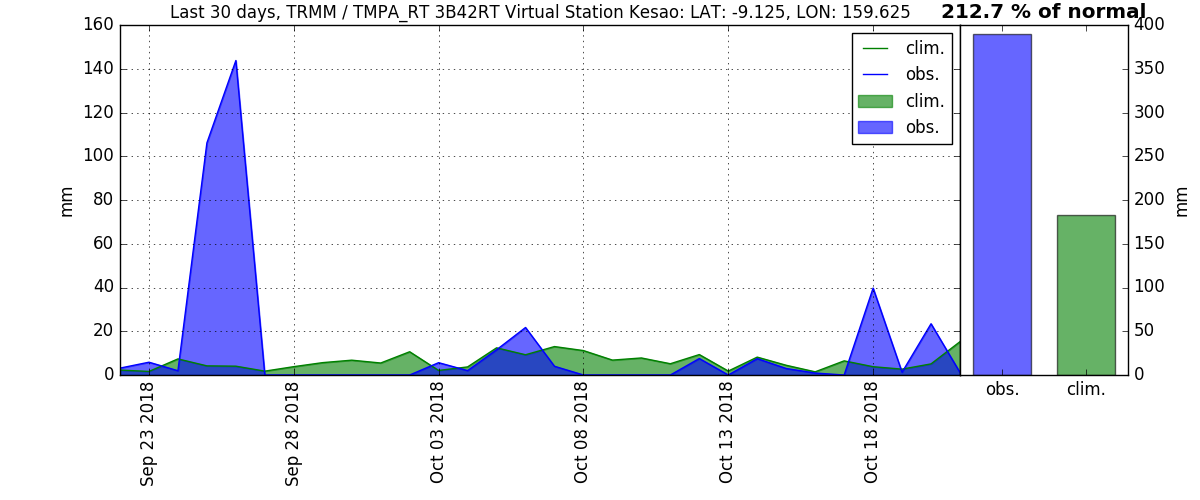 Last 30 days, TRMM / TMPA_RT 3B42RT Virtual Station Kesao: LAT: -9.125, LON: 159.625
212.7 % of normal
160
140
120
100
80
60
40
20
0
mm
clim.
obs.
clim.
obs.
400
350
300
250
200
150
100
50
0
mm
Sep 23 2018
Sep 28 2018
Oct 03 2018
Oct 08 2018
Oct 13 2018
Oct 18 2018
obs.
clim.